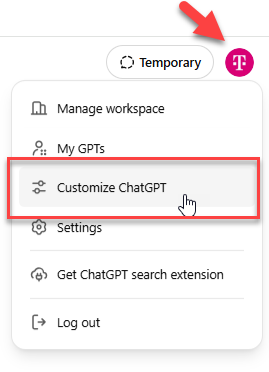 Temporary
T
Manage workspace
My GPTs
Customize ChatGPT
Settings
Get ChatGPT search extension
Log out